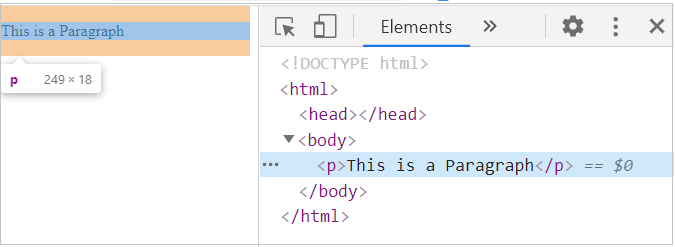 This is a Paragraph
p 249 × 18
Elements »
<!DOCTYPE html>
<html>
<head></head>
▼<body>
••• <p>This is a Paragraph</p> == $0
</body>
</html>